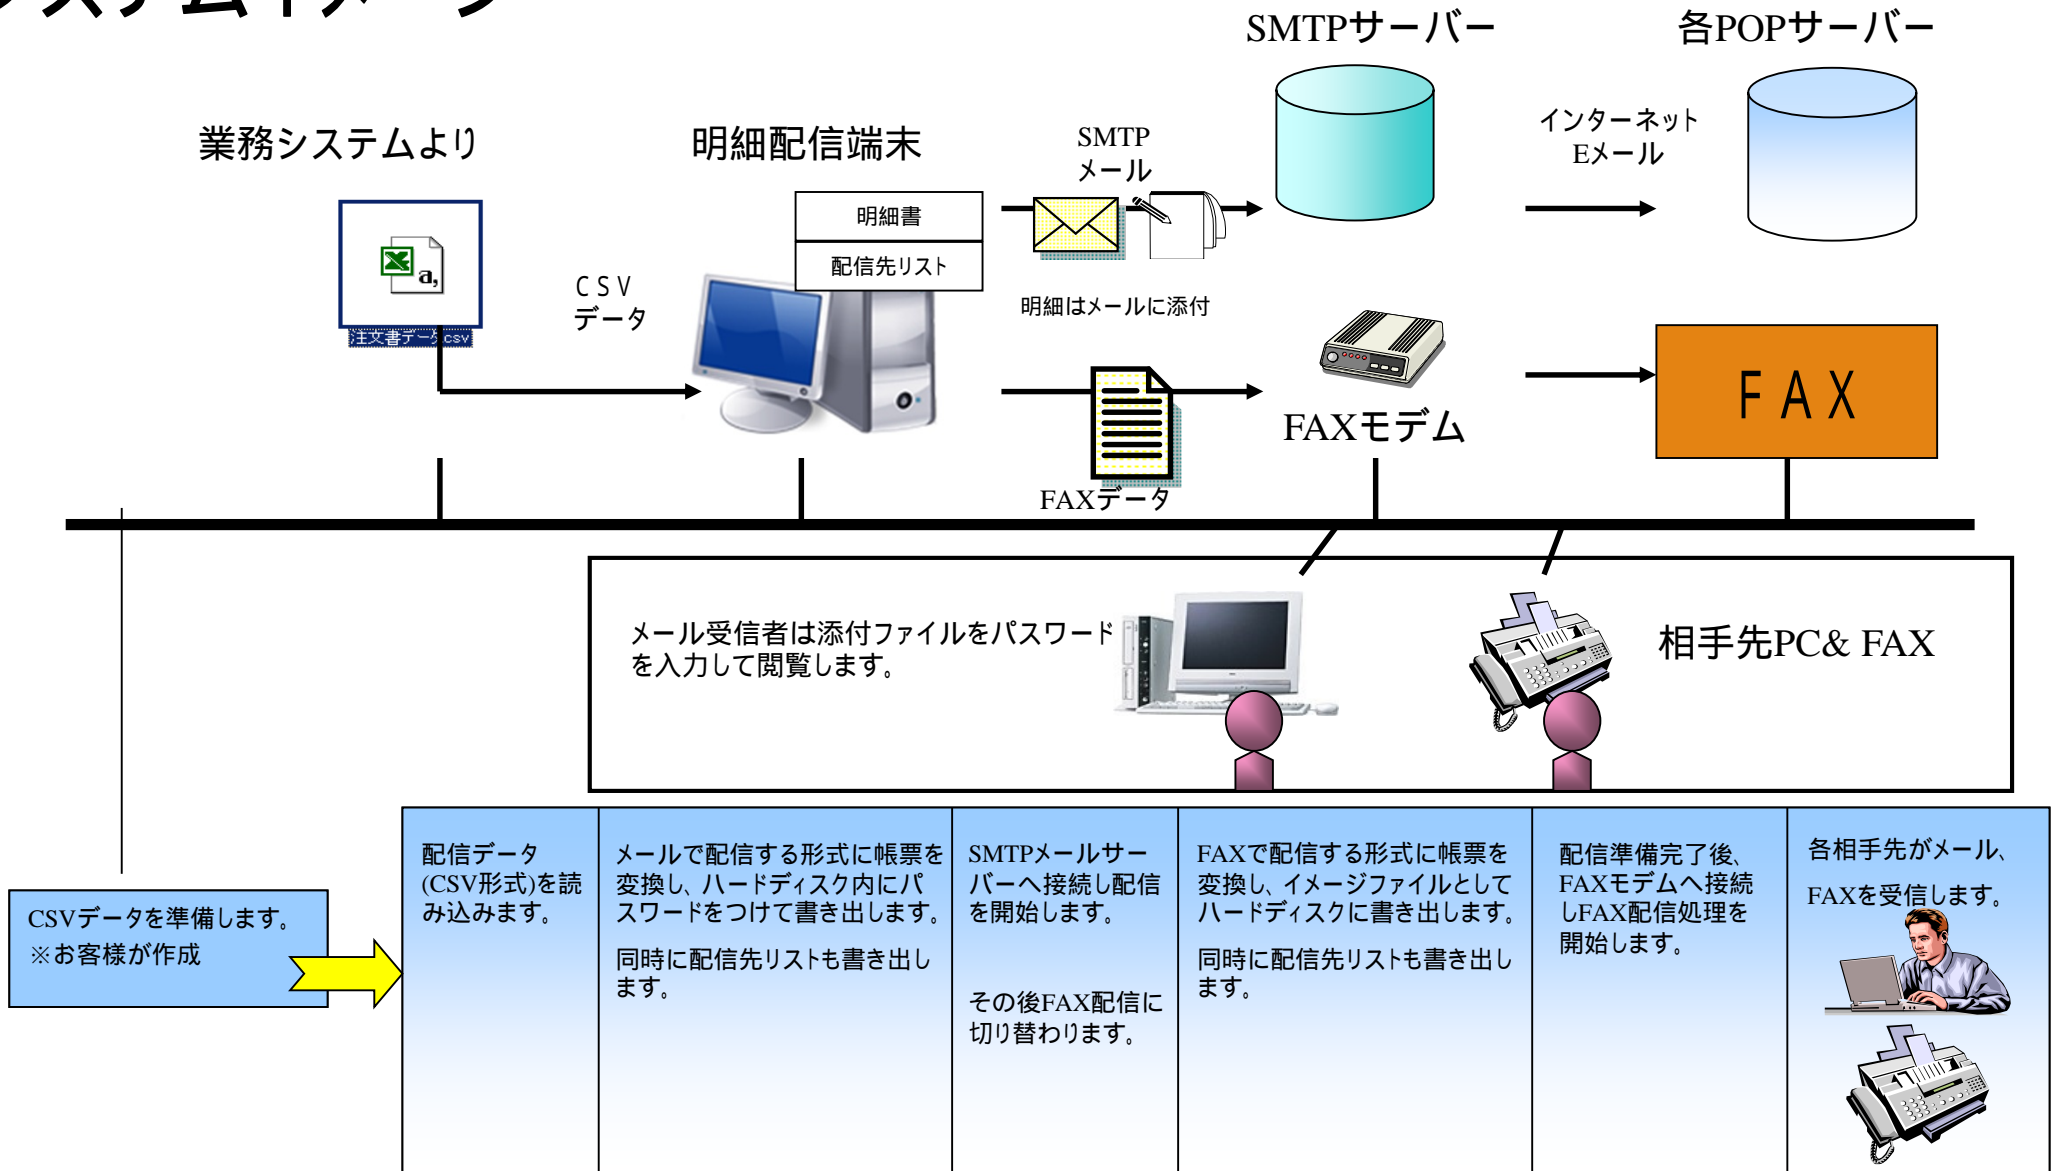 システムイメージ
SMTPサーバー
各POPサーバー
業務システムより
明細配信端末
SMTP
メール
インターネット
Eメール
明細書
配信先リスト
注文書データ.csv
a,
CSV
データ
明細はメールに添付
FAXモデム
FAX
FAXデータ
メール受信者は添付ファイルをパスワード
を入力して閲覧します。
相手先PC& FAX
CSVデータを準備します。
※お客様が作成
配信データ
(CSV形式)を読
み込みます。
メールで配信する形式に帳票を
変換し、ハードディスク内にパ
スワードをつけて書き出します。
同時に配信先リストも書き出し
ます。
SMTPメールサー
バーへ接続し配信
を開始します。
その後FAX配信に
切り替わります。
FAXで配信する形式に帳票を
変換し、イメージファイルとして
ハードディスクに書き出します。
同時に配信先リストも書き出し
ます。
配信準備完了後、
FAXモデムへ接続
しFAX配信処理を
開始します。
各相手先がメール、
FAXを受信します。